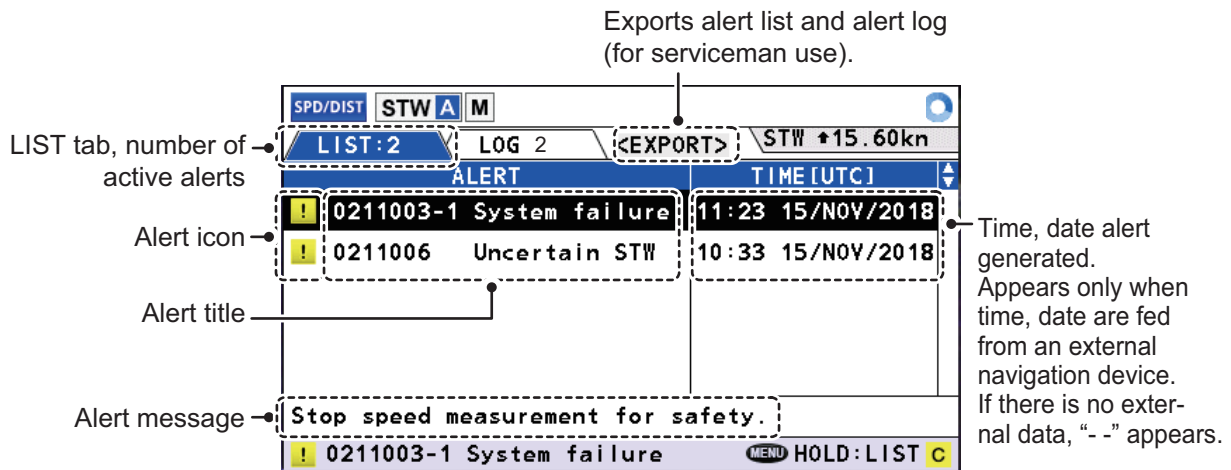 Exports alert list and alert log
(for serviceman use).
SPD/DIST STW A M
LIST tab, number of
active alerts
LIST:2 LOG 2 <EXPORT> STW ⬆15.60kn
ALERT TIME[UTC]
! 0211003-1 System failure 11:23 15/NOV/2018
Alert icon
! 0211006 Uncertain STW 10:33 15/NOV/2018
Alert title
Time, date alert
generated.
Appears only when
time, date are fed
from an external
navigation device.
If there is no exter-
nal data, “- -” appears.
Alert message
Stop speed measurement for safety.
! 0211003-1 System failure MENU HOLD:LIST C